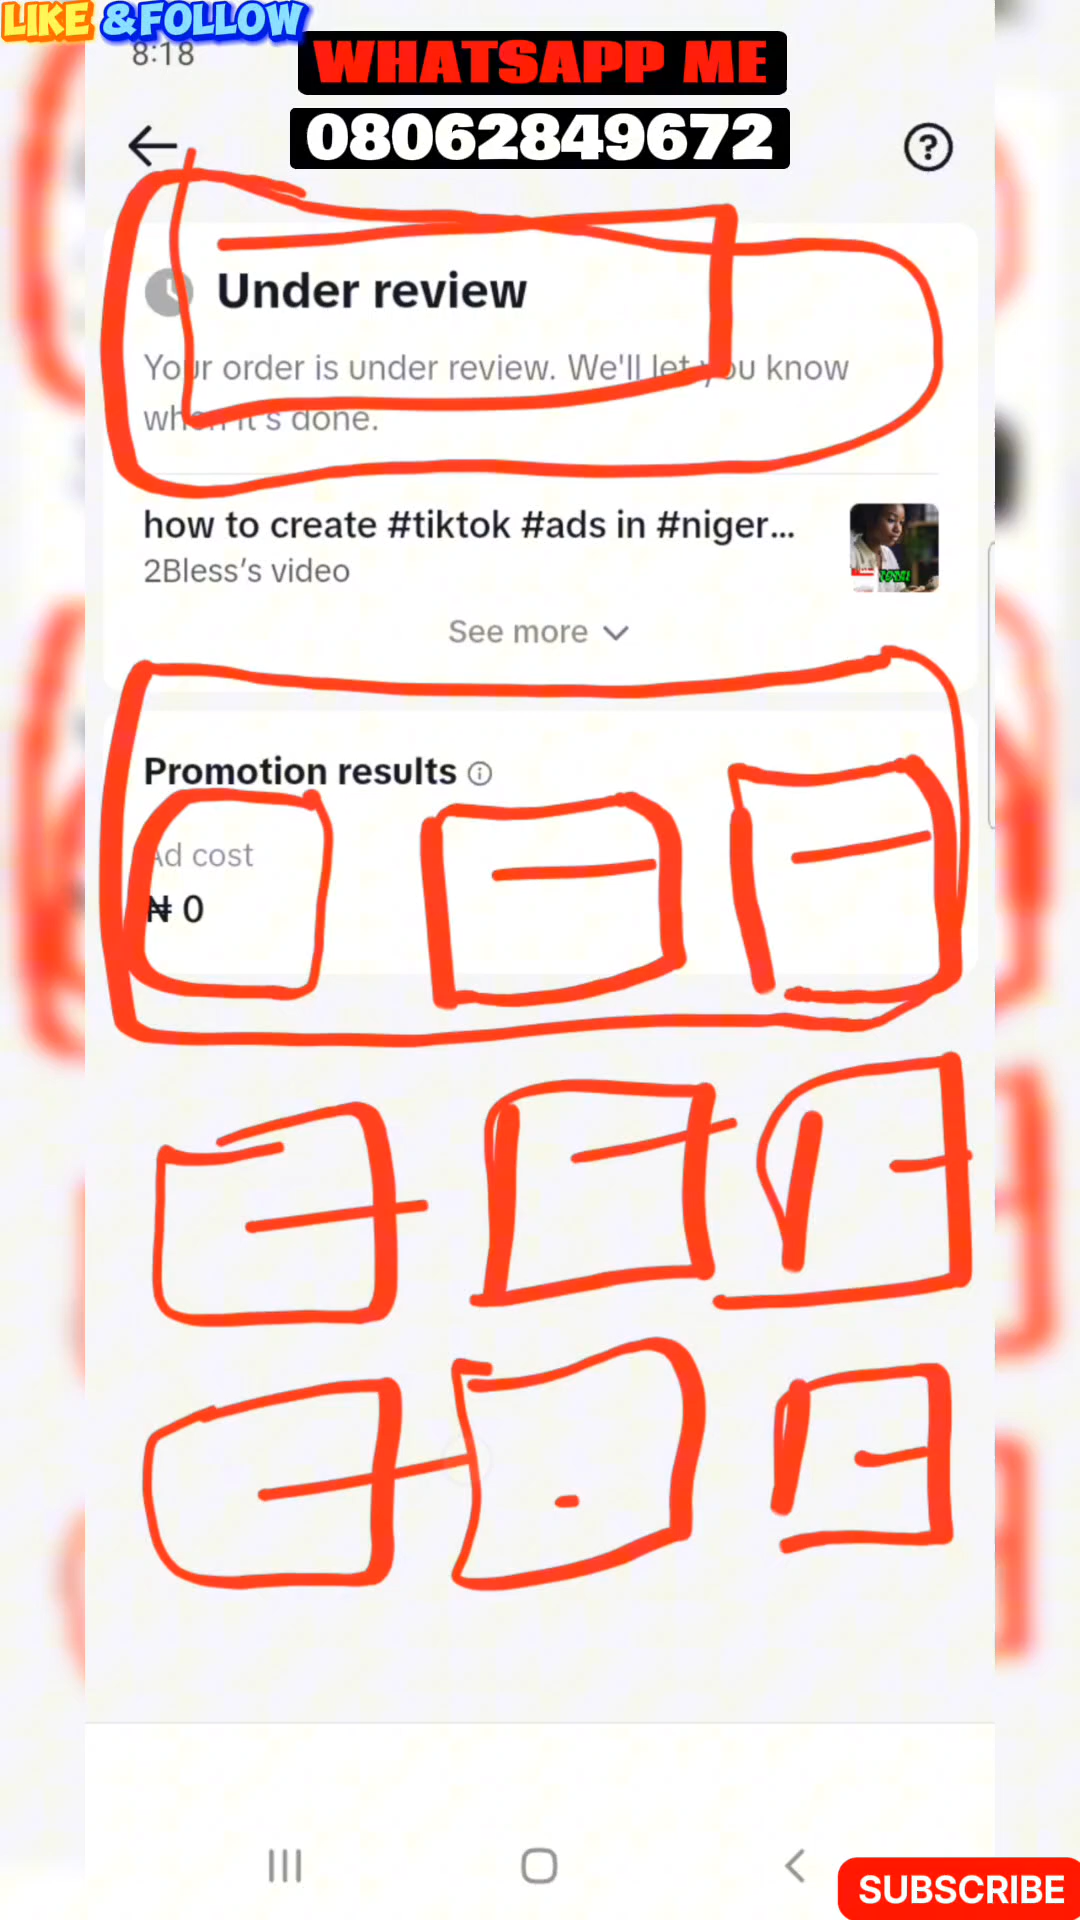 LIKE & FOLLOW
8:18
WHATSAPP ME
08062849672
Under review
Your order is under review. We'll let you know
when it's done.
how to create #tiktok #ads in #niger...
2Bless's video
See more
Promotion results
Ad cost
₦ 0
SUBSCRIBE